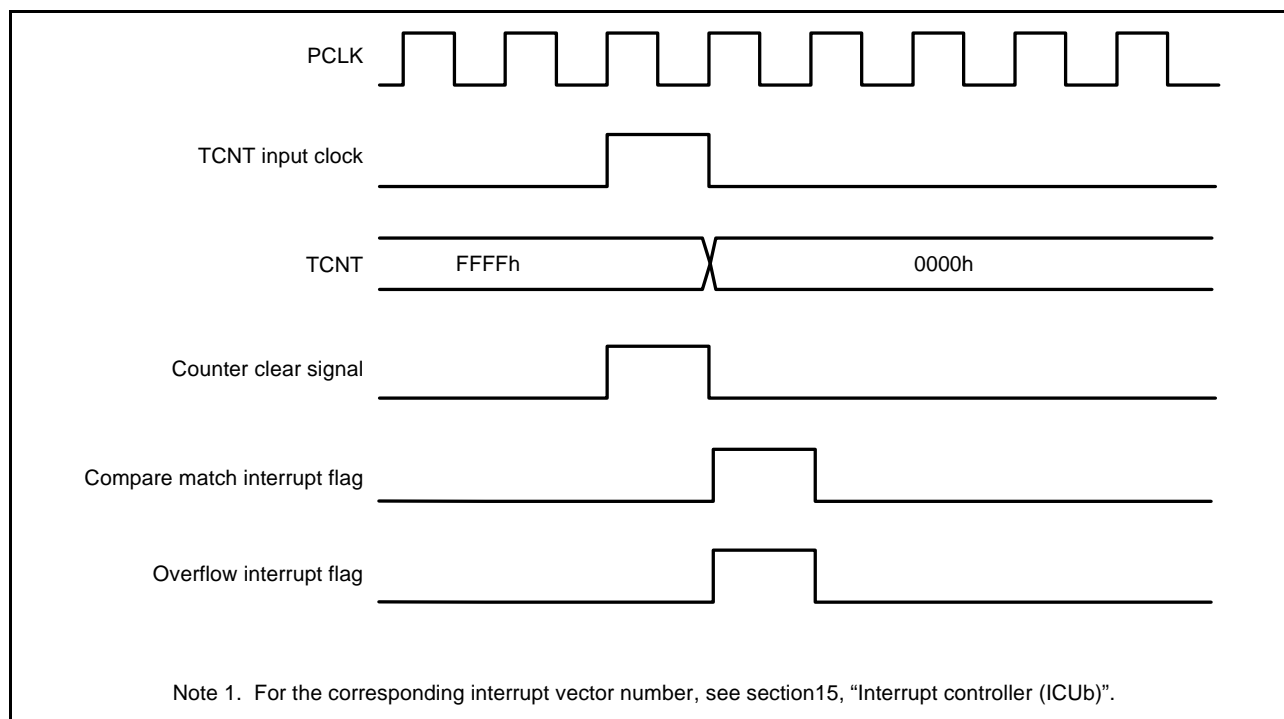 PCLK
TCNT input clock
TCNT
FFFFh
0000h
Counter clear signal
Compare match interrupt flag
Overflow interrupt flag
Note 1. For the corresponding interrupt vector number, see section15, “Interrupt controller (ICUb)”.